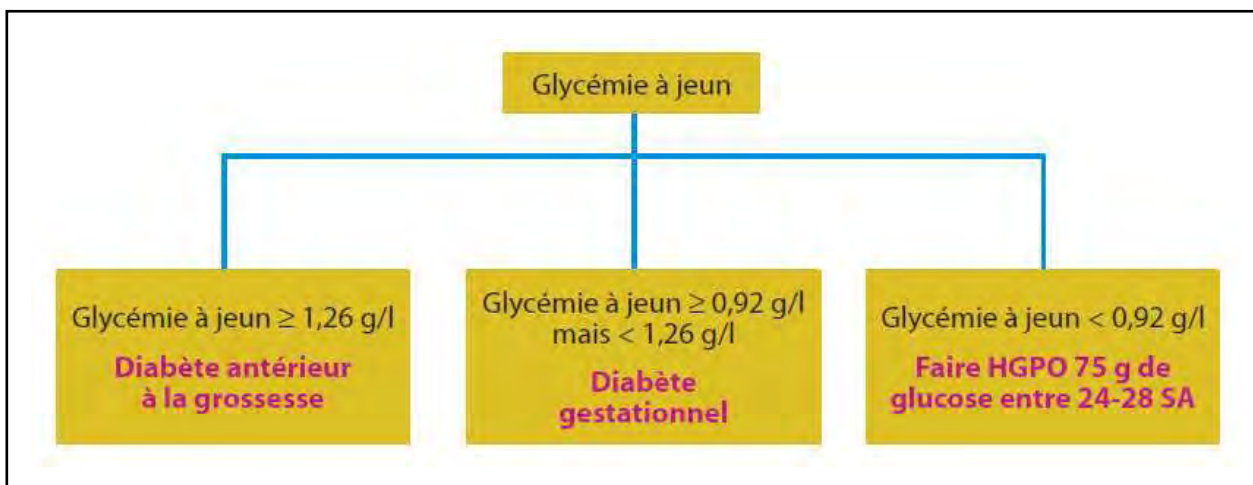 Glycémie à jeun
Glycémie à jeun ≥ 1,26 g/l
Diabète antérieur
à la grossesse
Glycémie à jeun ≥ 0,92 g/l
mais < 1,26 g/l
Diabète
gestationnel
Glycémie à jeun < 0,92 g/l
Faire HGPO 75 g de
glucose entre 24-28 SA